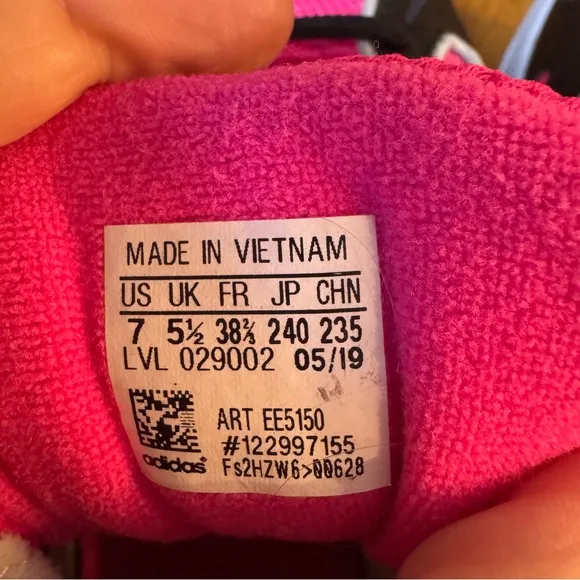 MADE IN VIETNAM
US UK FR JP CHN
7 5½ 38⅔ 240 235
LVL 029002 05/19
ART EE5150
#122997155
adidas
Fs2HZW6>00628